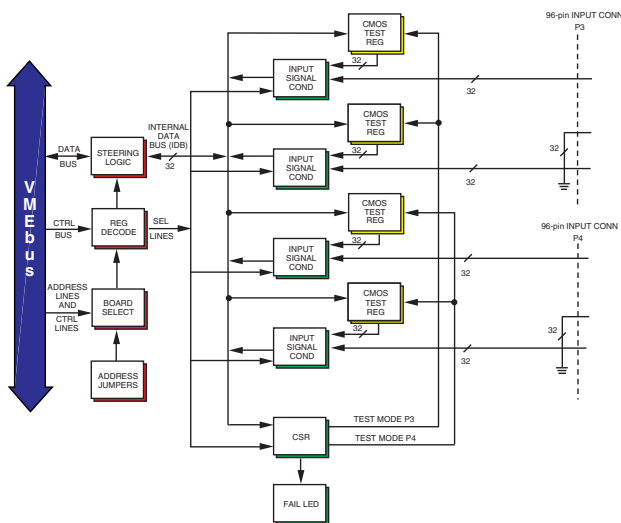 96-pin INPUT CONN
P3
CMOS
TEST
REG
32
INPUT
SIGNAL
COND
32
VMEbus
DATA
BUS
STEERING
LOGIC
INTERNAL
DATA
BUS (IDB)
32
CMOS
TEST
REG
32
INPUT
SIGNAL
COND
32
32
CTRL
BUS
REG
DECODE
SEL
LINES
CMOS
TEST
REG
32
INPUT
SIGNAL
COND
32
96-pin INPUT CONN
P4
ADDRESS
LINES AND
CTRL
LINES
BOARD
SELECT
CMOS
TEST
REG
32
INPUT
SIGNAL
COND
32
32
ADDRESS
JUMPERS
CSR
TEST MODE P3
TEST MODE P4
FAIL LED